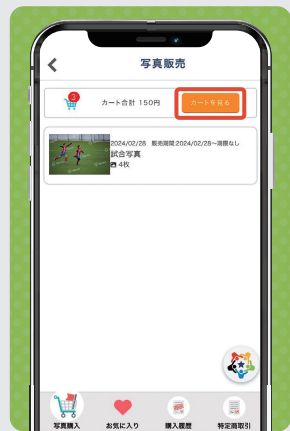 写真販売
3
カート合計 150円
カートを見る
2024/02/28 販売期間:2024/02/28~期限なし
試合写真
4枚
写真購入
お気に入り
購入履歴
特定商取引